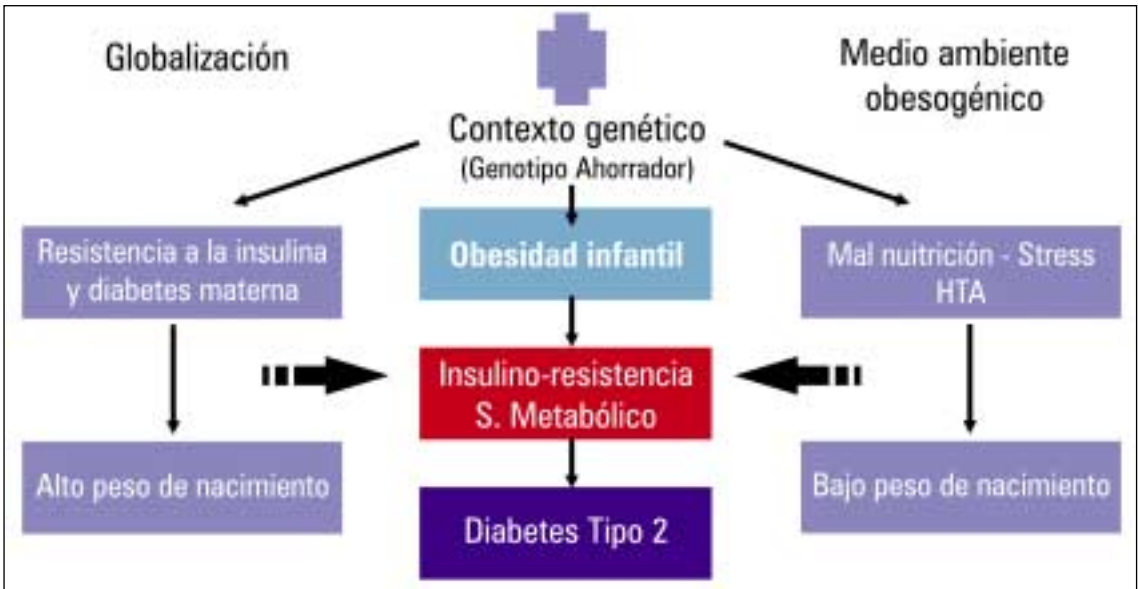 Globalización
Medio ambiente
obesogénico
Contexto genético
(Genotipo Ahorrador)
Resistencia a la insulina
y diabetes materna
Obesidad infantil
Mal nuitrición - Stress
HTA
Insulino-resistencia
S. Metabólico
Alto peso de nacimiento
Bajo peso de nacimiento
Diabetes Tipo 2